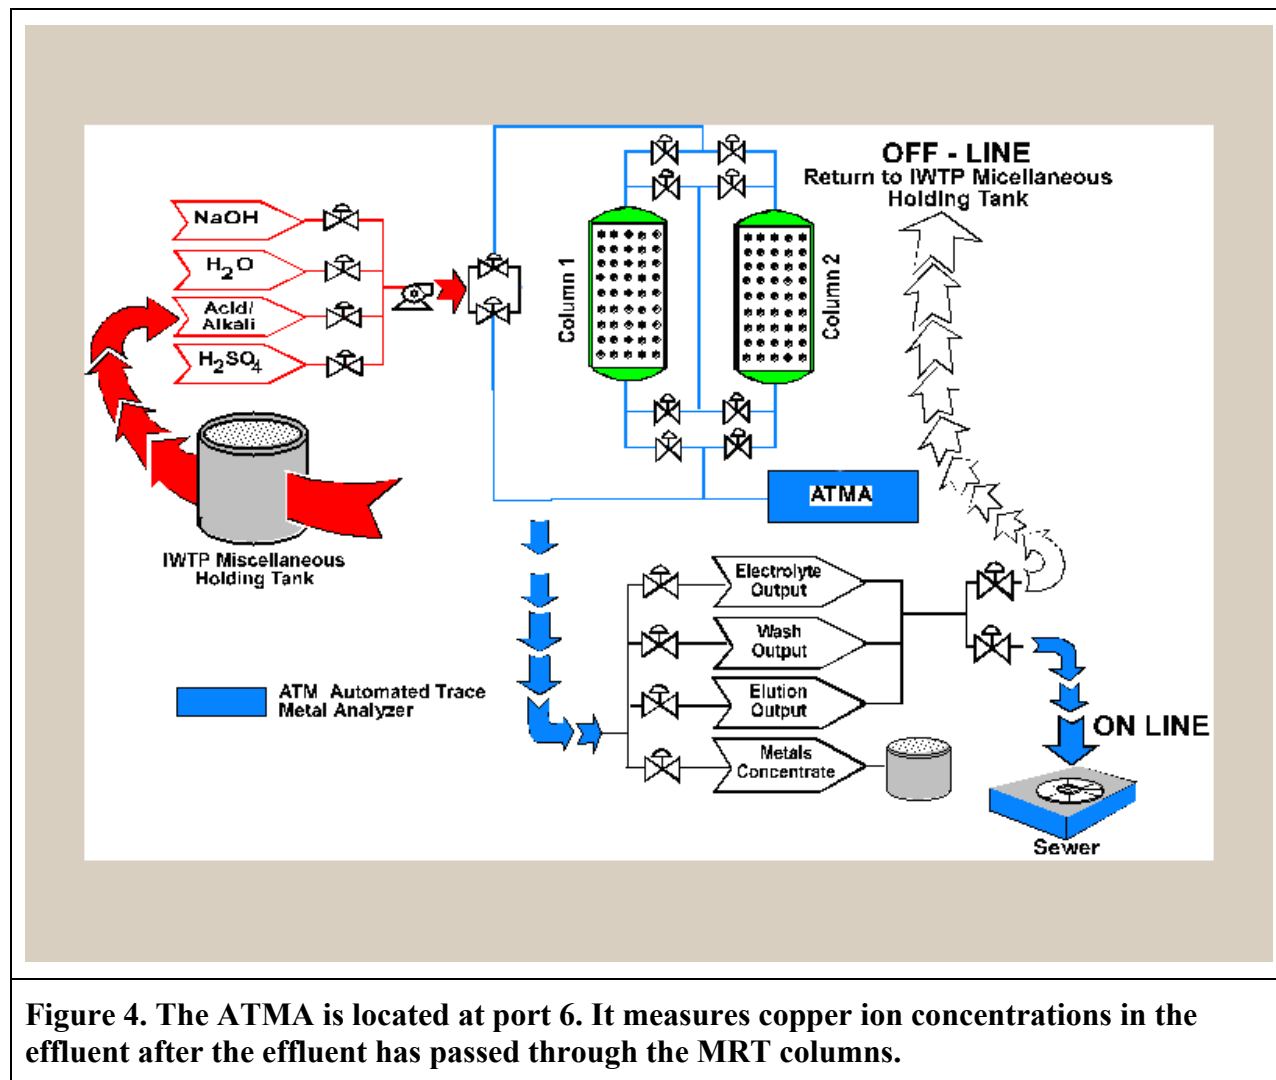 OFF - LINE
Return to IWTP Micellaneous
Holding Tank
NaOH
H2O
Acid/
Alkali
H2SO4
Column 1
Column 2
IWTP Miscellaneous
Holding Tank
ATMA
Electrolyte
Output
Wash
Output
Elution
Output
Metals
Concentrate
ATM Automated Trace
Metal Analyzer
ON LINE
Sewer
Figure 4. The ATMA is located at port 6. It measures copper ion concentrations in the
effluent after the effluent has passed through the MRT columns.